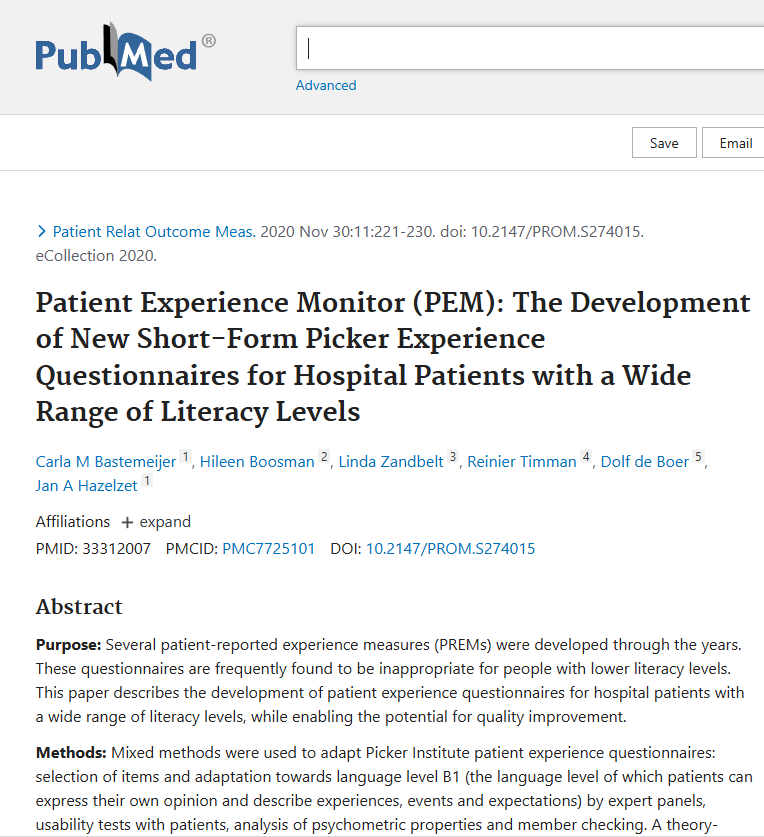 PubMed®
Advanced
Save
Email
Patient Relat Outcome Meas. 2020 Nov 30:11:221-230. doi: 10.2147/PROM.S274015.
eCollection 2020.
Patient Experience Monitor (PEM): The Development
of New Short-Form Picker Experience
Questionnaires for Hospital Patients with a Wide
Range of Literacy Levels
Carla M Bastemeijer 1, Hileen Boosman 2, Linda Zandbelt 3, Reinier Timman 4, Dolf de Boer 5,
Jan A Hazelzet 1
Affiliations + expand
PMID: 33312007 PMCID: PMC7725101 DOI: 10.2147/PROM.S274015
Abstract
Purpose: Several patient-reported experience measures (PREMs) were developed through the years.
These questionnaires are frequently found to be inappropriate for people with lower literacy levels.
This paper describes the development of patient experience questionnaires for hospital patients with
a wide range of literacy levels, while enabling the potential for quality improvement.
Methods: Mixed methods were used to adapt Picker Institute patient experience questionnaires:
selection of items and adaptation towards language level B1 (the language level of which patients can
express their own opinion and describe experiences, events and expectations) by expert panels,
usability tests with patients, analysis of psychometric properties and member checking. A theory-